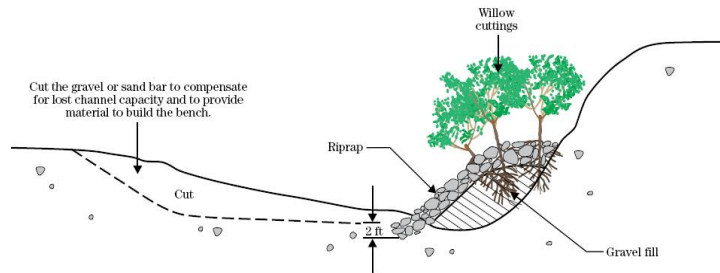 Willow
cuttings
Cut the gravel or sand bar to compensate
for lost channel capacity and to provide
material to build the bench.
Riprap
Cut
2 ft
Gravel fill